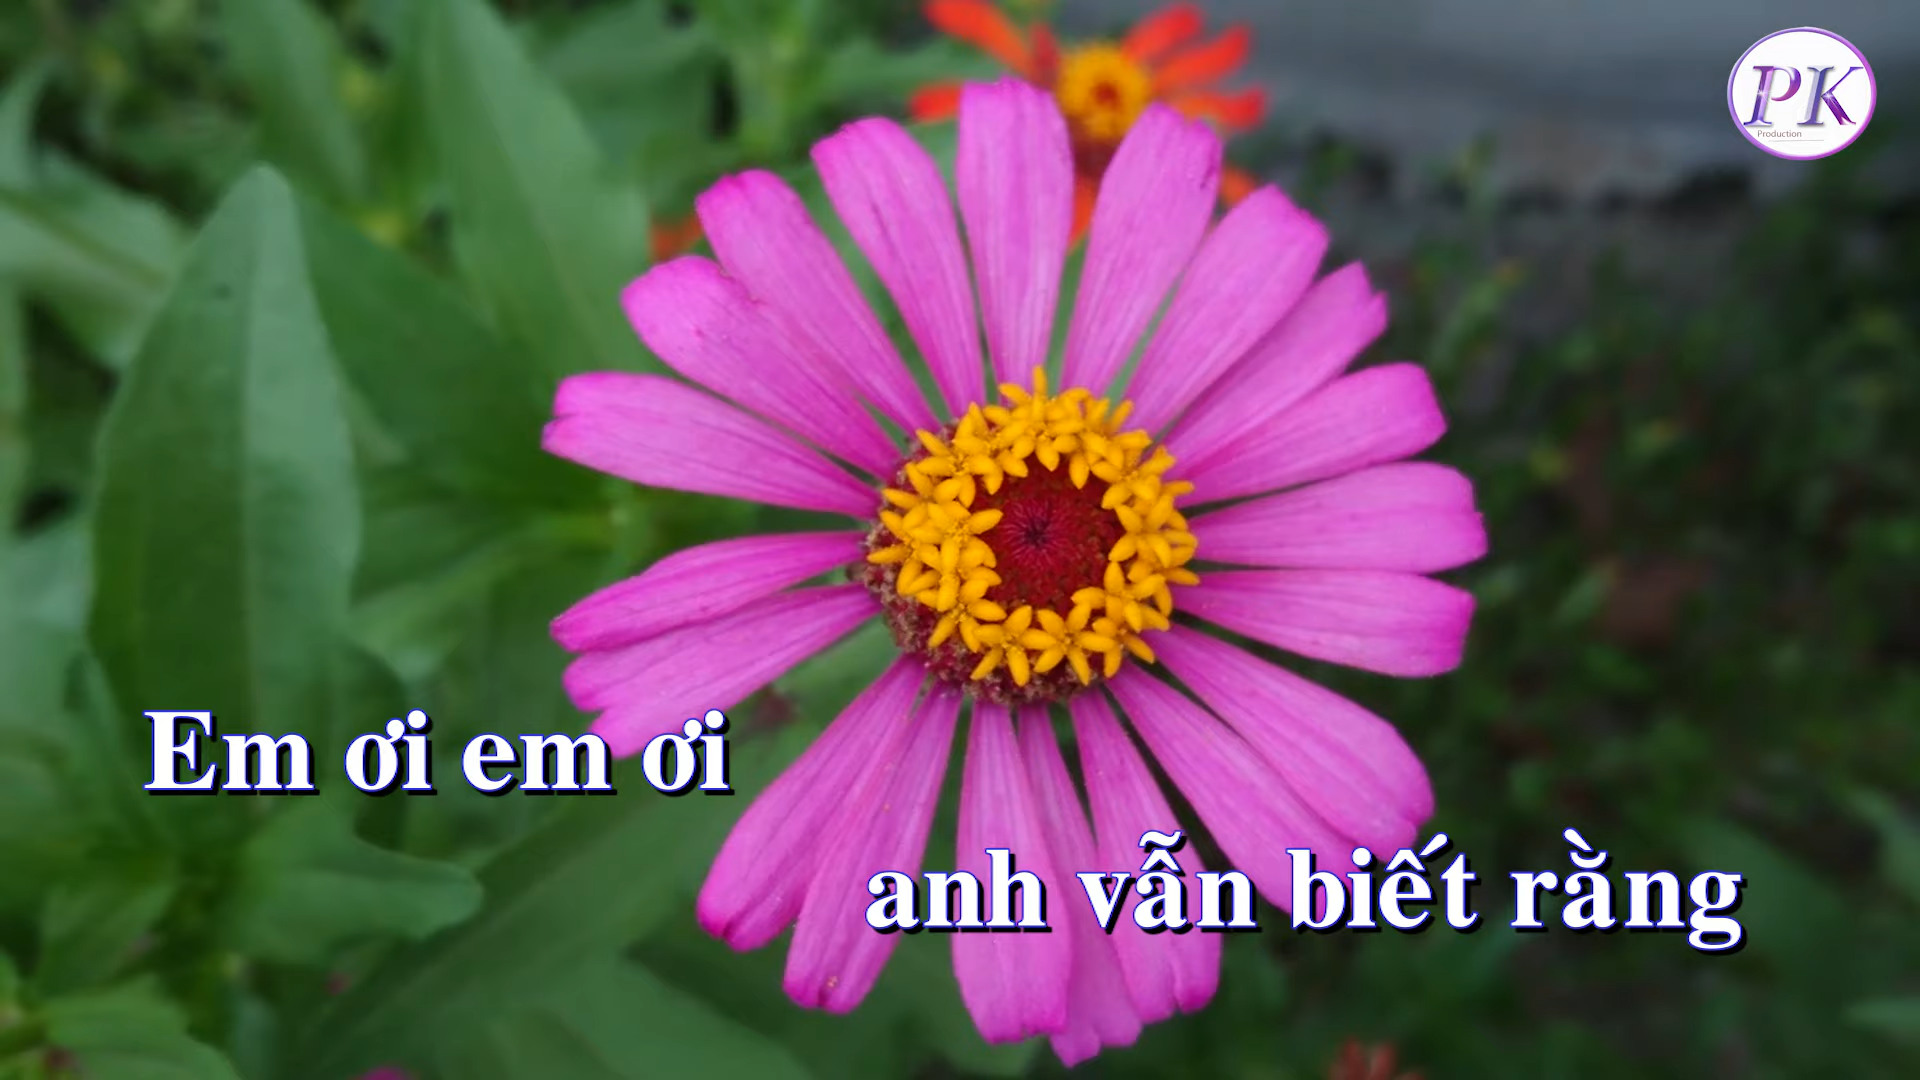 PK
Production
Em ơi em ơi
anh vẫn biết rằng